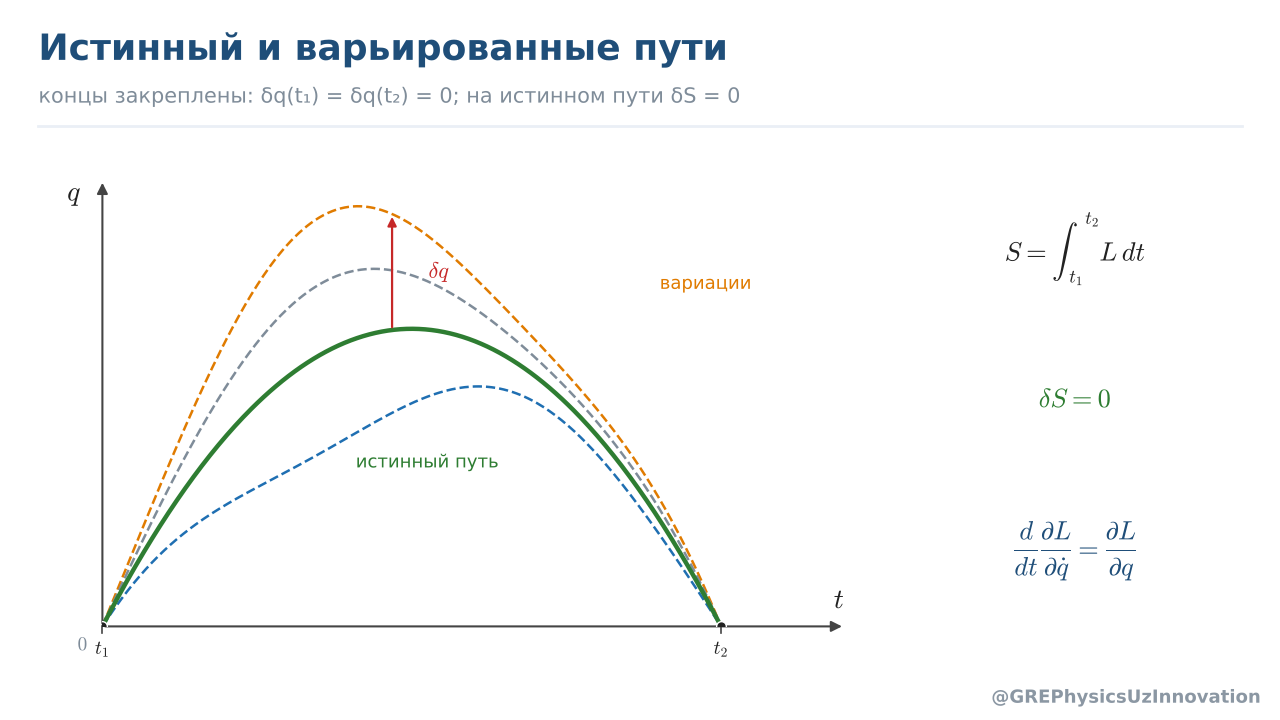 Истинный и варьированные пути
концы закреплены: δq(t₁) = δq(t₂) = 0; на истинном пути δS = 0
q
δq
вариации
истинный путь
t
0
t₁
t₂
S = ∫_{t₁}^{t₂} L dt
δS = 0
d/dt ∂L/∂q̇ = ∂L/∂q
@GREPhysicsUzInnovation